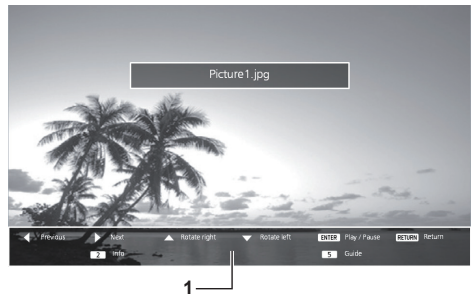 Picture1.jpg
Previous Next Rotate right Rotate left ENTER Play / Pause RETURN Return
2 Info 5 Guide
1